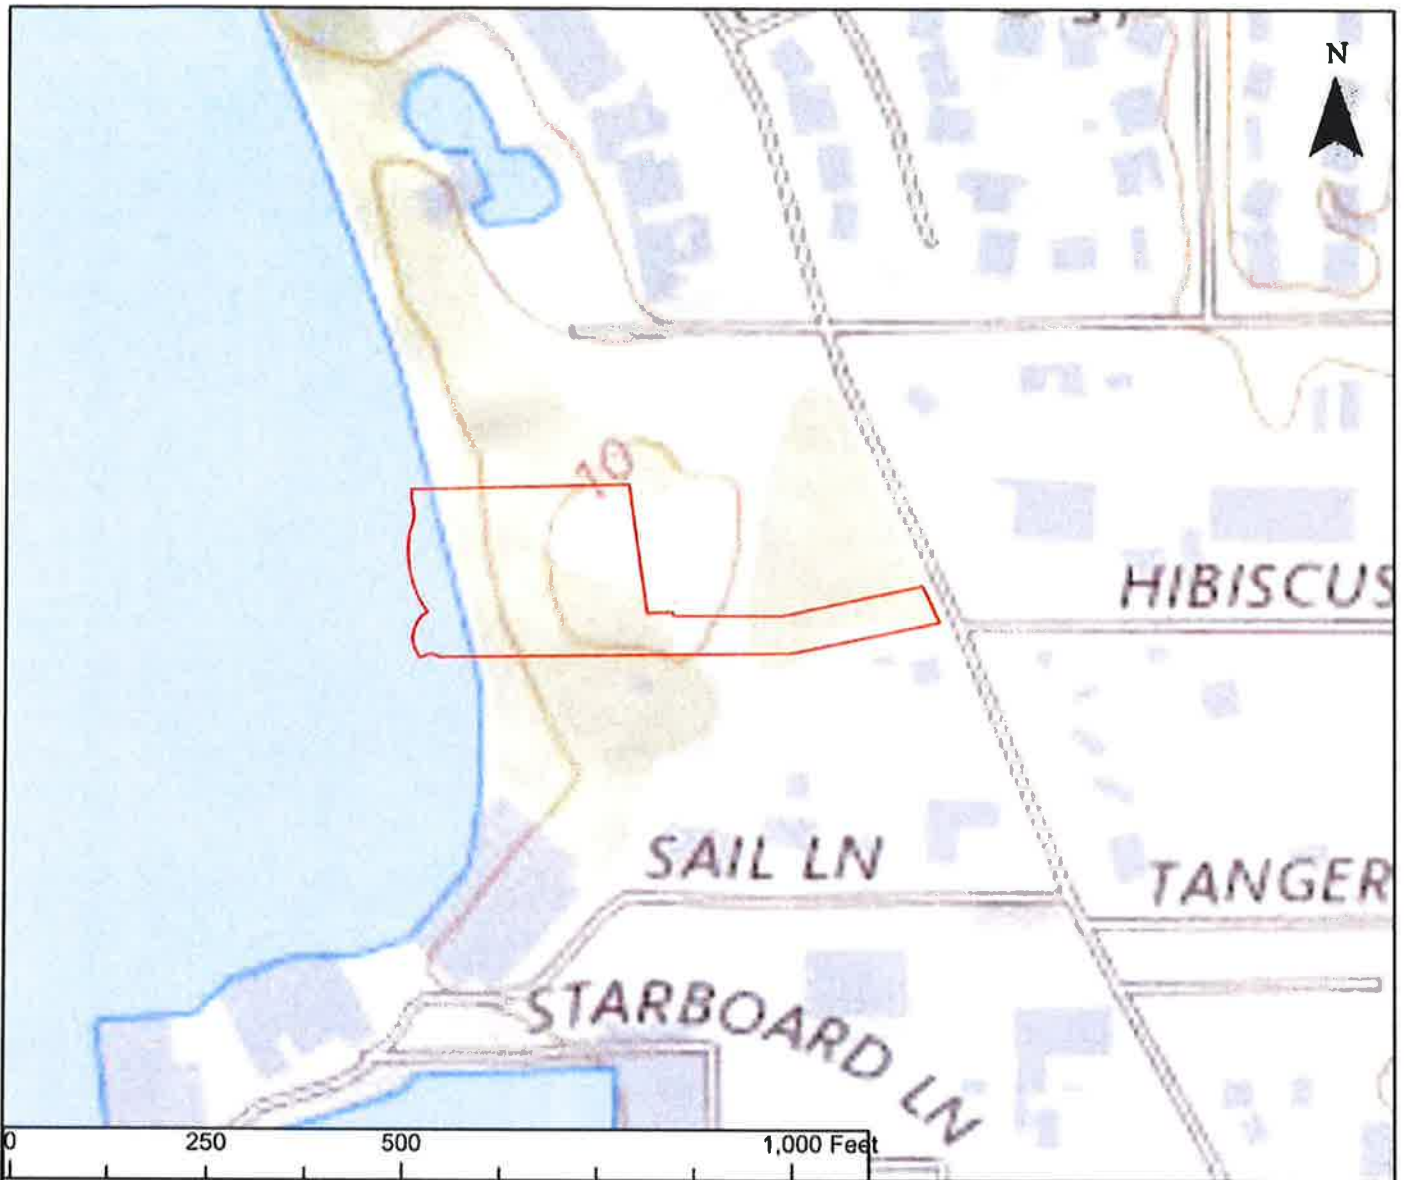 N
10
HIBISCUS
SAIL LN
TANGER
STARBOARD LN
0 250 500 1,000 Feet